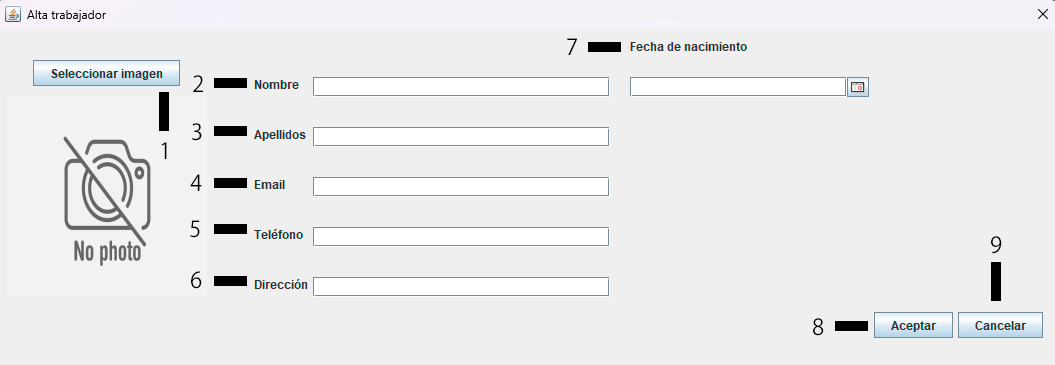 Alta trabajador
7 Fecha de nacimiento
Seleccionar imagen
2 Nombre
1
3 Apellidos
4 Email
No photo
5 Teléfono
6 Dirección
9
8 Aceptar Cancelar